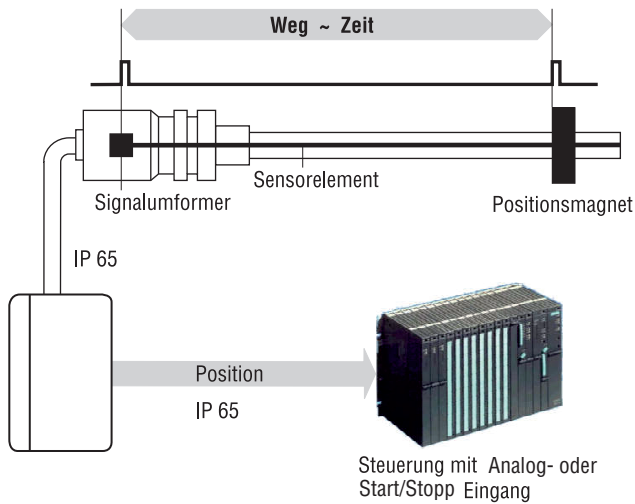 Weg ~ Zeit
Sensorelement
Signalumformer
Positionsmagnet
IP 65
Position
IP 65
Steuerung mit Analog- oder
Start/Stopp Eingang